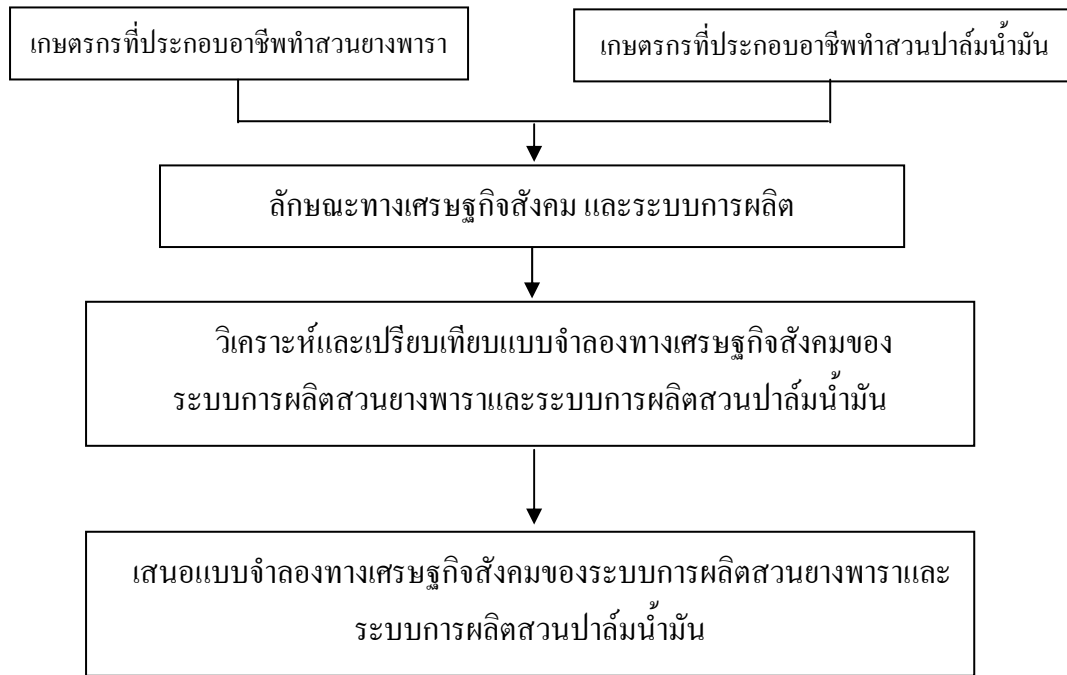 เกษตรกรที่ประกอบอาชีพทำสวนยางพารา
เกษตรกรที่ประกอบอาชีพทำสวนปาล์มน้ำมัน
ลักษณะทางเศรษฐกิจสังคม และระบบการผลิต
วิเคราะห์และเปรียบเทียบแบบจำลองทางเศรษฐกิจสังคมของ
ระบบการผลิตสวนยางพาราและระบบการผลิตสวนปาล์มน้ำมัน
เสนอแบบจำลองทางเศรษฐกิจสังคมของระบบการผลิตสวนยางพาราและ
ระบบการผลิตสวนปาล์มน้ำมัน